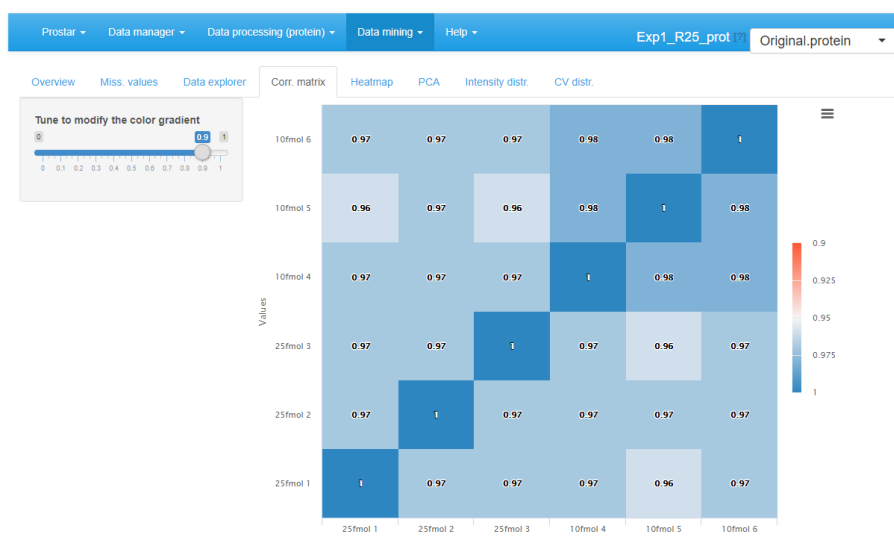 Prostar Data manager Data processing (protein) Data mining Help Exp1_R25_prot [?] Original.protein
Overview Miss. values Data explorer Corr. matrix Heatmap PCA Intensity distr. CV distr.
Tune to modify the color gradient
0 0.9 1
0 0.1 0.2 0.3 0.4 0.5 0.6 0.7 0.8 0.9 1
Values
10fmol 6 0.97 0.97 0.97 0.98 0.98 1
10fmol 5 0.96 0.97 0.96 0.98 1 0.98
10fmol 4 0.97 0.97 0.97 1 0.98 0.98
25fmol 3 0.97 0.97 1 0.97 0.96 0.97
25fmol 2 0.97 1 0.97 0.97 0.97 0.97
25fmol 1 1 0.97 0.97 0.97 0.96 0.97
25fmol 1 25fmol 2 25fmol 3 10fmol 4 10fmol 5 10fmol 6
0.9
0.925
0.95
0.975
1